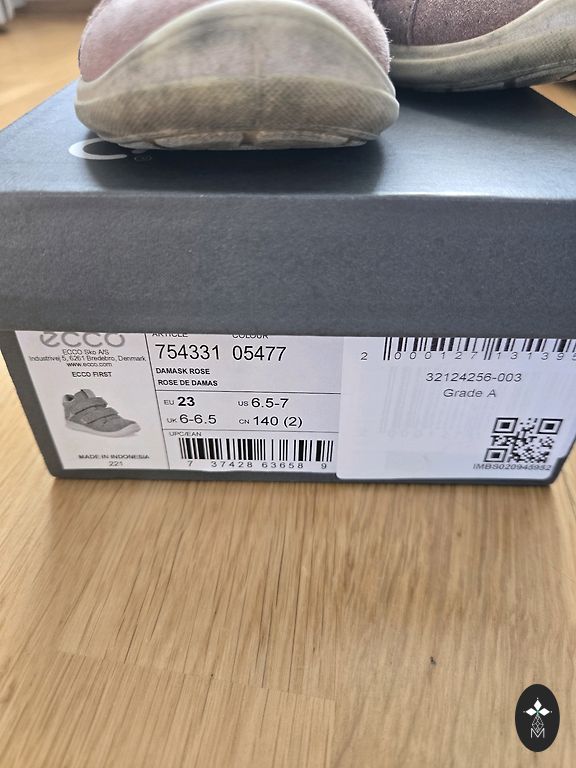 ecco
ECCO Sko A/S
Industrivej 5, 6261 Bredebro, Denmark
www.ecco.com
ECCO FIRST
MADE IN INDONESIA
221
ARTICLE COLOUR
754331 05477
DAMASK ROSE
ROSE DE DAMAS
EU 23 US 6.5-7
UK 6-6.5 CN 140 (2)
UPC/EAN
7 37428 63658 9
32124256-003
Grade A
IMBS020945952
M